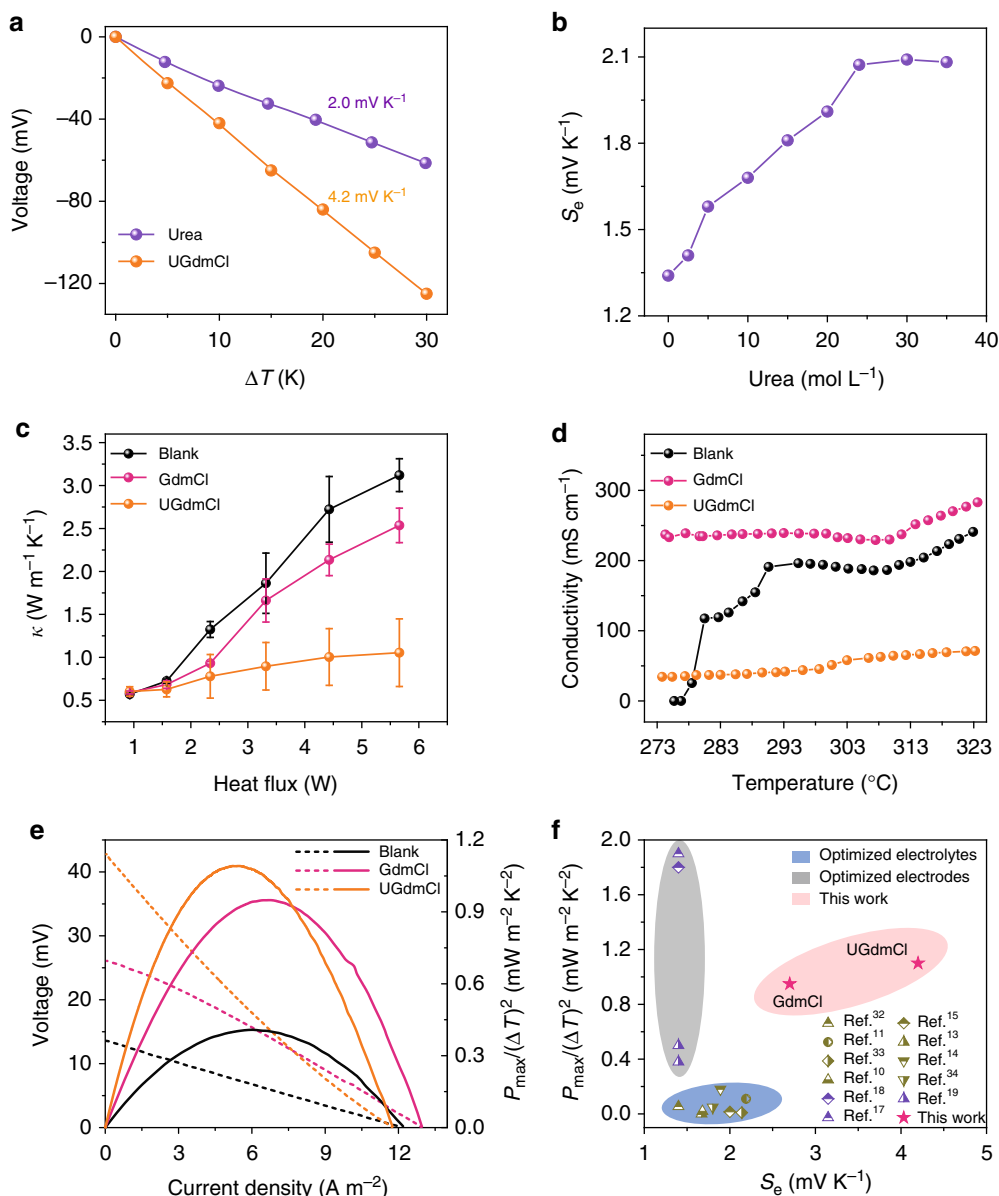 a
0
−40
−80
−120
Voltage (mV)
2.0 mV K⁻¹
4.2 mV K⁻¹
Urea
UGdmCl
0 10 20 30
ΔT (K)
b
2.1
1.8
1.5
1.2
Sₑ (mV K⁻¹)
0 10 20 30 40
Urea (mol L⁻¹)
c
3.5
3.0
2.5
2.0
1.5
1.0
0.5
κ (W m⁻¹ K⁻¹)
Blank
GdmCl
UGdmCl
1 2 3 4 5 6
Heat flux (W)
d
300
200
100
0
Conductivity (mS cm⁻¹)
Blank
GdmCl
UGdmCl
273 283 293 303 313 323
Temperature (°C)
e
40
30
20
10
0
Voltage (mV)
Blank
GdmCl
UGdmCl
1.2
0.9
0.6
0.3
0.0
Pmax/(ΔT)² (mW m⁻² K⁻²)
0 3 6 9 12
Current density (A m⁻²)
f
2.0
1.6
1.2
0.8
0.4
0.0
Pmax/(ΔT)² (mW m⁻² K⁻²)
Optimized electrolytes
Optimized electrodes
This work
UGdmCl
GdmCl
Ref.³² Ref.¹⁵
Ref.¹¹ Ref.¹³
Ref.³³ Ref.¹⁴
Ref.¹⁰ Ref.³⁴
Ref.¹⁸ Ref.¹⁹
Ref.¹⁷ This work
1 2 3 4 5
Sₑ (mV K⁻¹)